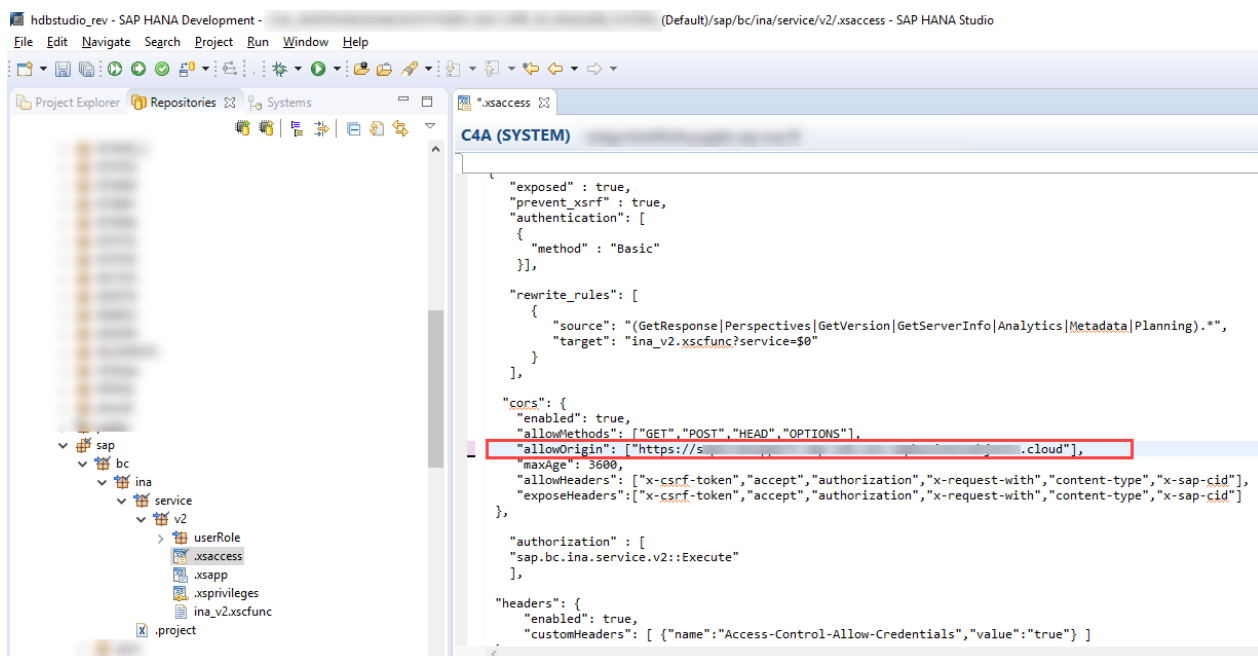 hdbstudio_rev - SAP HANA Development - (Default)/sap/bc/ina/service/v2/.xsaccess - SAP HANA Studio
File Edit Navigate Search Project Run Window Help
Project Explorer Repositories Systems
*.xsaccess
C4A (SYSTEM)
{
"exposed" : true,
"prevent_xsrf" : true,
"authentication": [
{
"method" : "Basic"
}],
"rewrite_rules": [
{
"source": "(GetResponse|Perspectives|GetVersion|GetServerInfo|Analytics|Metadata|Planning).*",
"target": "ina_v2.xscfunc?service=$0"
}
],
"cors": {
"enabled": true,
"allowMethods": ["GET","POST","HEAD","OPTIONS"],
"allowOrigin": ["https://s .cloud"],
"maxAge": 3600,
"allowHeaders": ["x-csrf-token","accept","authorization","x-request-with","content-type","x-sap-cid"],
"exposeHeaders":["x-csrf-token","accept","authorization","x-request-with","content-type","x-sap-cid"]
},
"authorization" : [
"sap.bc.ina.service.v2::Execute"
],
"headers": {
"enabled": true,
"customHeaders": [ {"name":"Access-Control-Allow-Credentials","value":"true"} ]
sap
bc
ina
service
v2
userRole
.xsaccess
.xsapp
.xsprivileges
ina_v2.xscfunc
.project